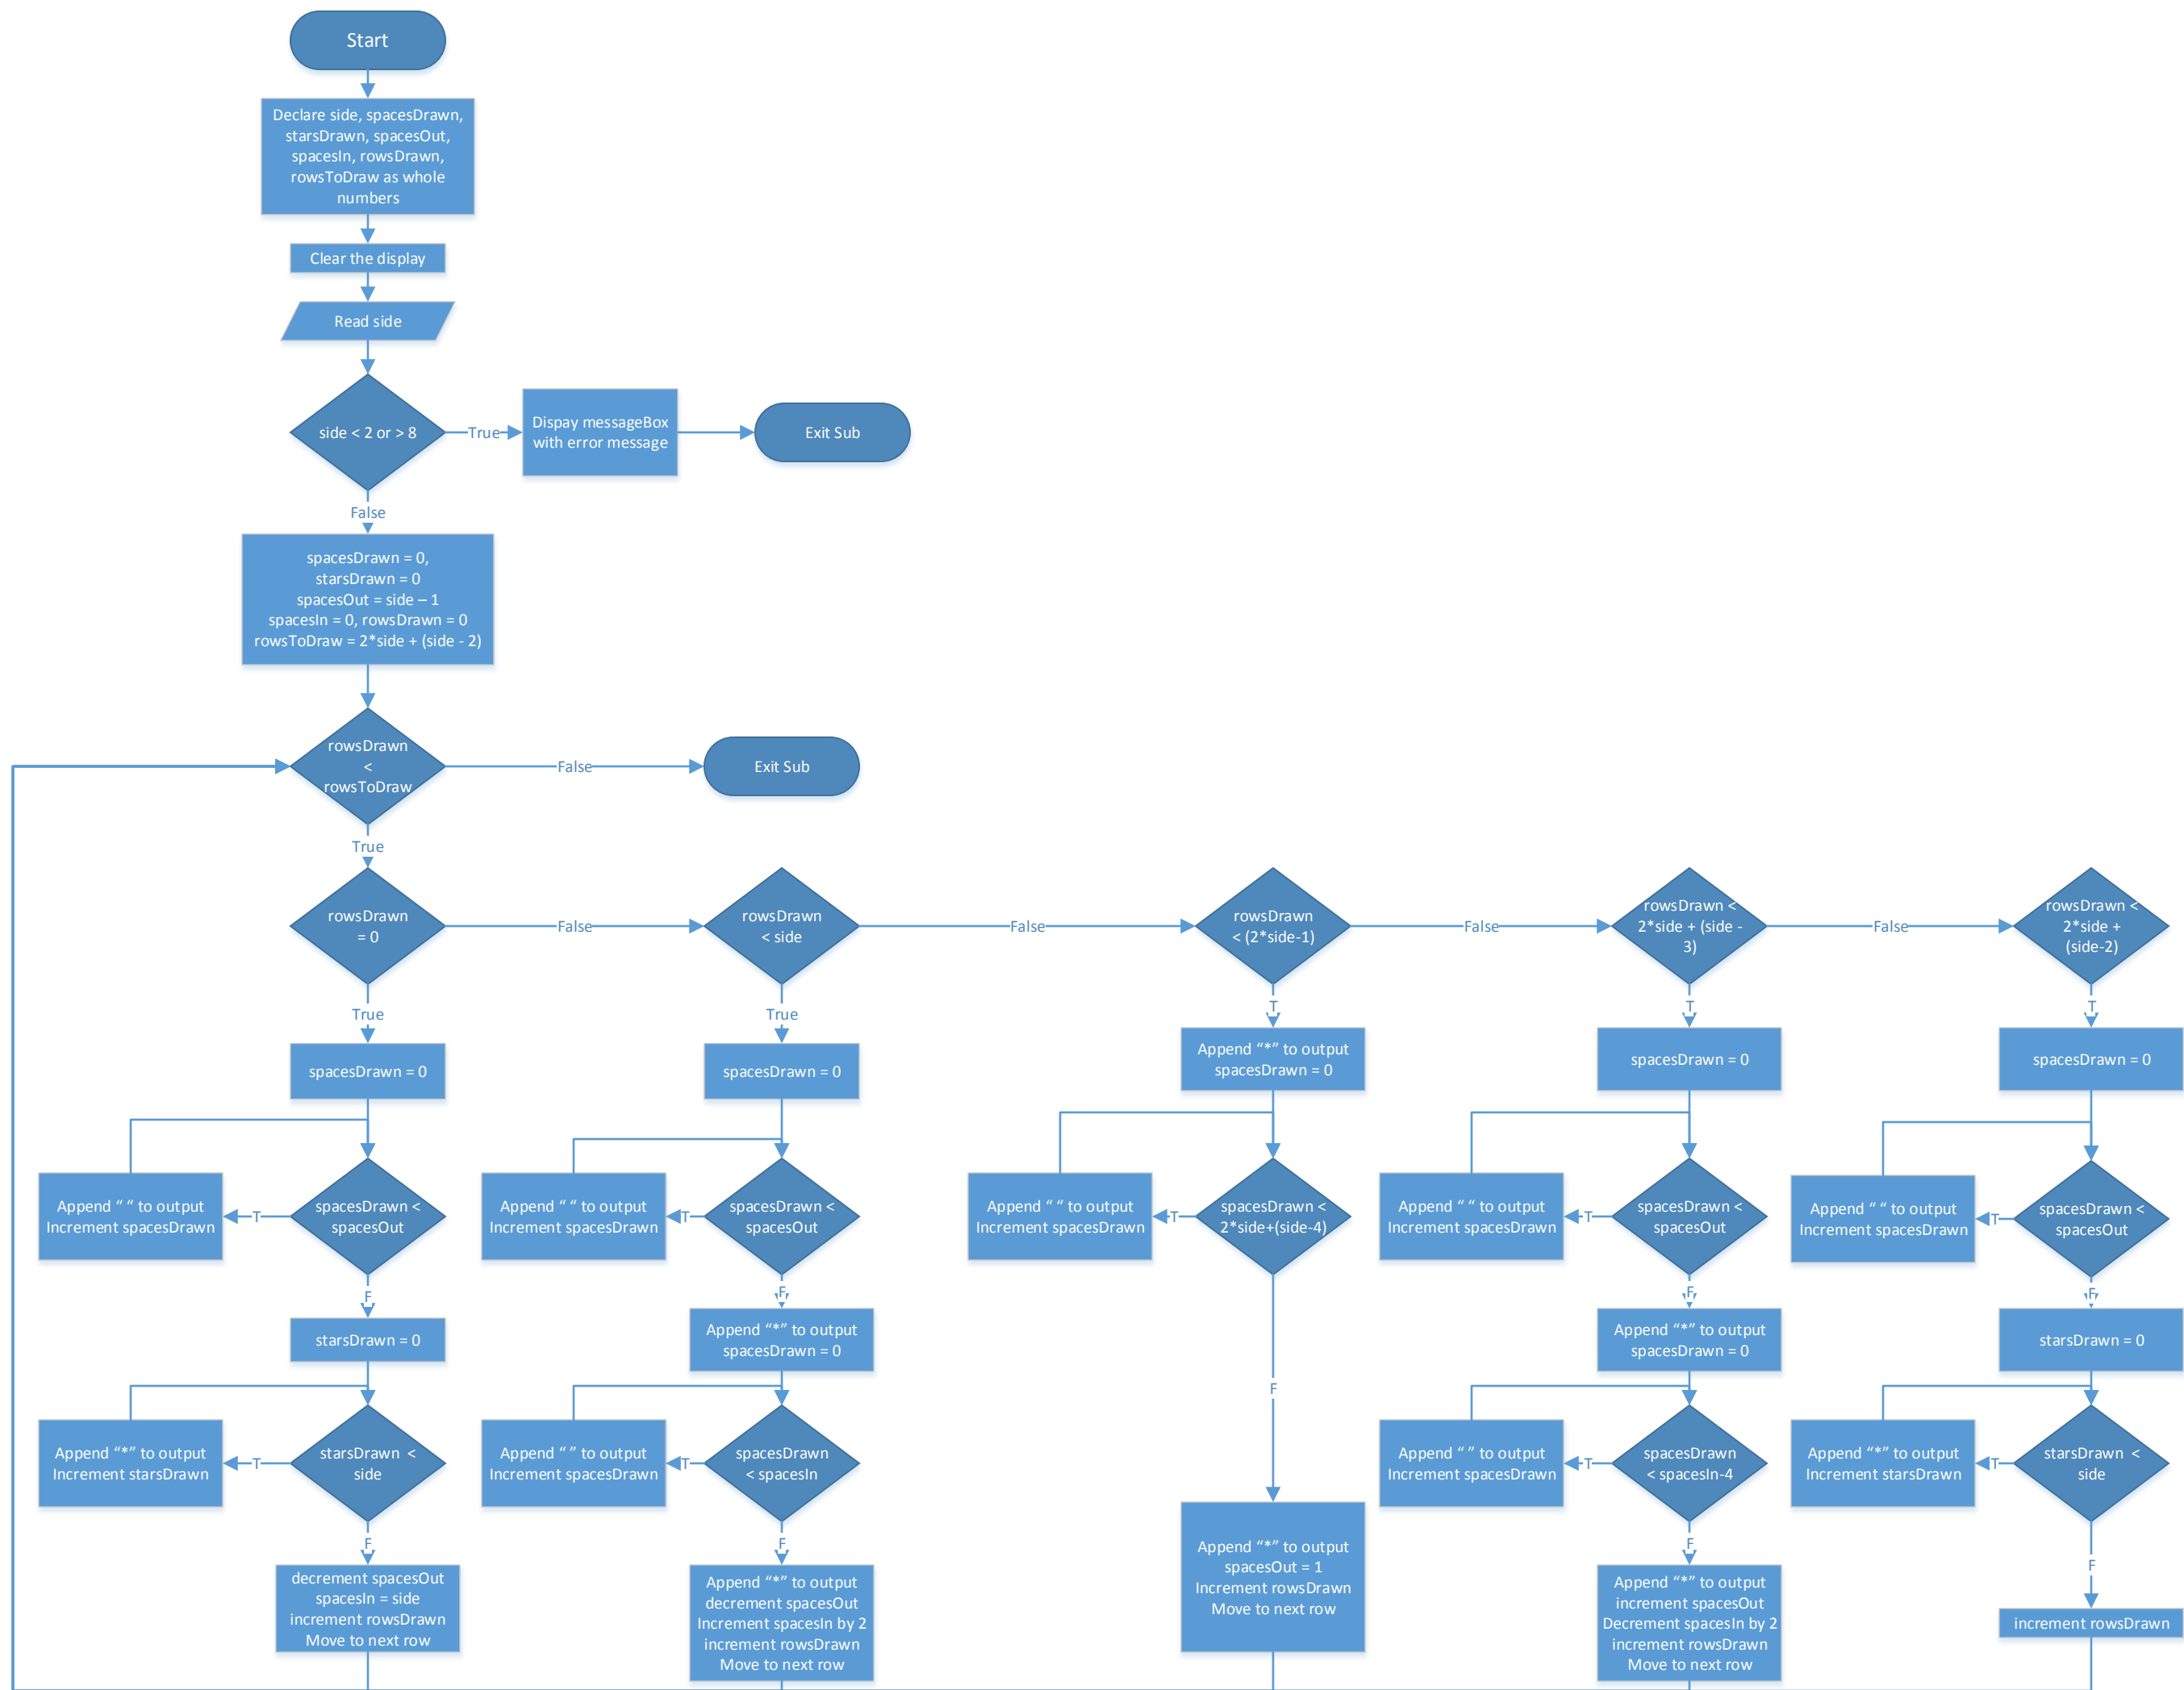 Start
Declare side, spacesDrawn,
starsDrawn, spacesOut,
spacesIn, rowsDrawn,
rowsToDraw as whole
numbers
Clear the display
Read side
side < 2 or > 8
True
Dispay messageBox
with error message
Exit Sub
False
spacesDrawn = 0,
starsDrawn = 0
spacesOut = side – 1
spacesIn = 0, rowsDrawn = 0
rowsToDraw = 2*side + (side - 2)
rowsDrawn
<
rowsToDraw
False
Exit Sub
True
rowsDrawn
= 0
False
rowsDrawn
< side
False
rowsDrawn
< (2*side-1)
False
rowsDrawn <
2*side + (side -
3)
False
rowsDrawn <
2*side +
(side-2)
True
spacesDrawn = 0
spacesDrawn <
spacesOut
T
Append “ “ to output
Increment spacesDrawn
F
starsDrawn = 0
starsDrawn <
side
T
Append “*” to output
Increment starsDrawn
F
decrement spacesOut
spacesIn = side
increment rowsDrawn
Move to next row
True
spacesDrawn = 0
spacesDrawn <
spacesOut
T
Append “ “ to output
Increment spacesDrawn
F
Append “*” to output
spacesDrawn = 0
spacesDrawn
< spacesIn
T
Append “ ” to output
Increment spacesDrawn
F
Append “*” to output
decrement spacesOut
Increment spacesIn by 2
increment rowsDrawn
Move to next row
T
Append “*” to output
spacesDrawn = 0
spacesDrawn <
2*side+(side-4)
T
Append “ “ to output
Increment spacesDrawn
F
Append “*” to output
spacesOut = 1
Increment rowsDrawn
Move to next row
T
spacesDrawn = 0
spacesDrawn <
spacesOut
T
Append “ “ to output
Increment spacesDrawn
F
Append “*” to output
spacesDrawn = 0
spacesDrawn
< spacesIn-4
T
Append “ ” to output
Increment spacesDrawn
F
Append “*” to output
increment spacesOut
Decrement spacesIn by 2
increment rowsDrawn
Move to next row
T
spacesDrawn = 0
spacesDrawn <
spacesOut
T
Append “ “ to output
Increment spacesDrawn
F
starsDrawn = 0
starsDrawn <
side
T
Append “*” to output
Increment starsDrawn
F
increment rowsDrawn